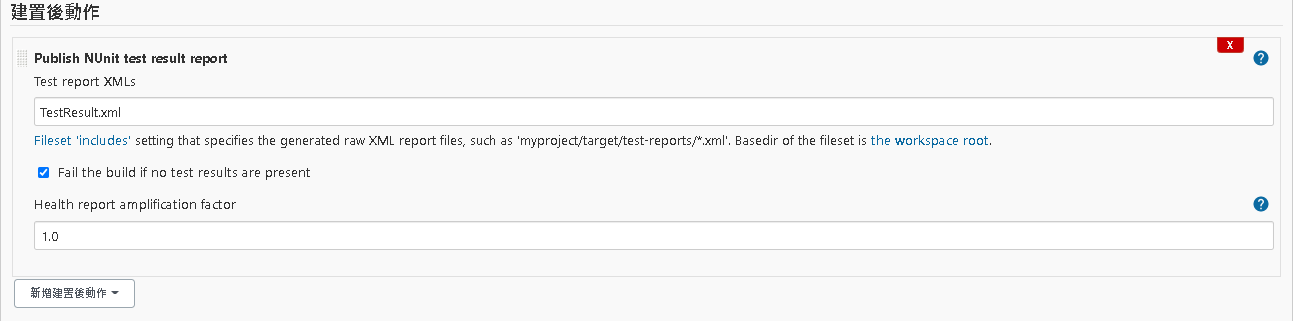 建置後動作
X
Publish NUnit test result report
?
Test report XMLs
TestResult.xml
Fileset 'includes' setting that specifies the generated raw XML report files, such as 'myproject/target/test-reports/*.xml'. Basedir of the fileset is the workspace root.
Fail the build if no test results are present
Health report amplification factor
?
1.0
新增建置後動作